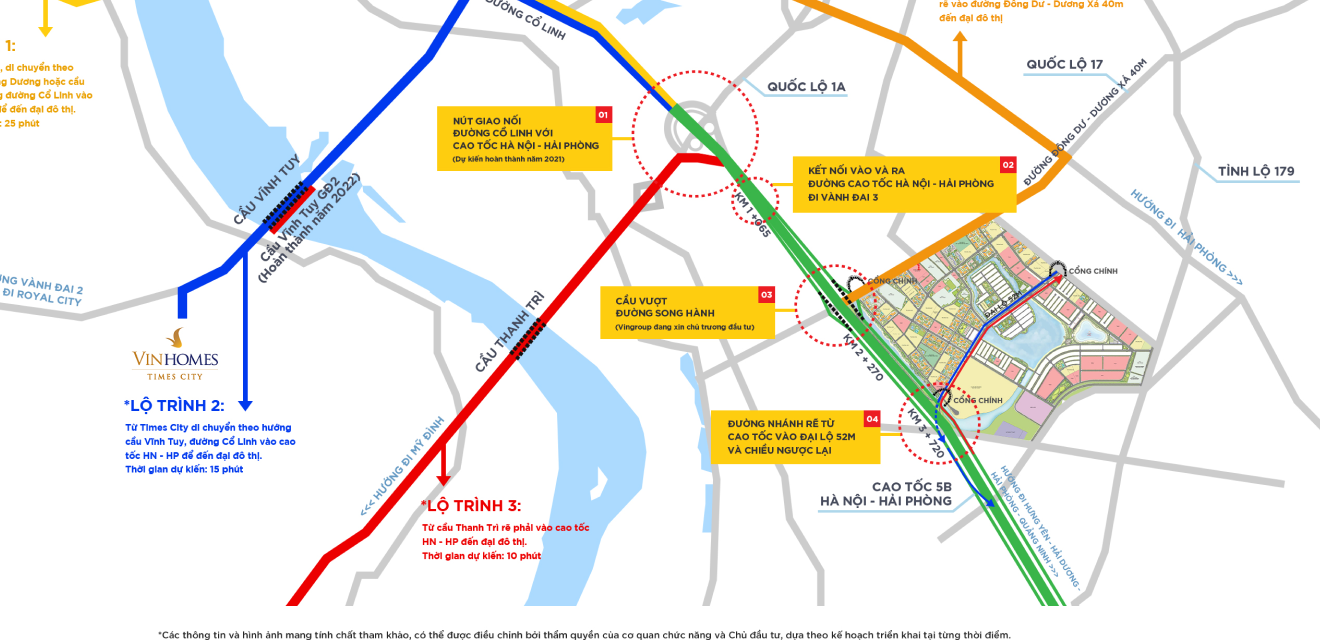 rẽ vào đường Đông Dư - Dương Xá 40m
đến đại đô thị
ĐƯỜNG CỔ LINH
1:
, di chuyển theo
Dương hoặc cầu
đường Cổ Linh vào
để đến đại đô thị.
: 25 phút
QUỐC LỘ 17
QUỐC LỘ 1A
ĐƯỜNG ĐÔNG DƯ - DƯƠNG XÁ 40M
TỈNH LỘ 179
01
NÚT GIAO NỐI
ĐƯỜNG CỔ LINH VỚI
CAO TỐC HÀ NỘI - HẢI PHÒNG
(Dự kiến hoàn thành năm 2021)
02
KẾT NỐI VÀO VÀ RA
ĐƯỜNG CAO TỐC HÀ NỘI - HẢI PHÒNG
ĐI VÀNH ĐAI 3
KM 1 +065
HƯỚNG ĐI HẢI PHÒNG >>>
CẦU VĨNH TUY
Cầu Vĩnh Tuy GĐ2
(Hoàn thành năm 2022)
VÀNH ĐAI 2
ĐI ROYAL CITY
CỔNG CHÍNH
CỔNG CHÍNH
ĐẠI LỘ 52M
03
CẦU VƯỢT
ĐƯỜNG SONG HÀNH
(Vingroup đang xin chủ trương đầu tư)
KM 2 + 270
CẦU THANH TRÌ
VINHOMES
TIMES CITY
*LỘ TRÌNH 2:
Từ Times City di chuyển theo hướng
cầu Vĩnh Tuy, đường Cổ Linh vào cao
tốc HN - HP để đến đại đô thị.
Thời gian dự kiến: 15 phút
CỔNG CHÍNH
04
ĐƯỜNG NHÁNH RẼ TỪ
CAO TỐC VÀO ĐẠI LỘ 52M
VÀ CHIỀU NGƯỢC LẠI
KM 3 + 720
<<< HƯỚNG ĐI MỸ ĐÌNH
CAO TỐC 5B
HÀ NỘI - HẢI PHÒNG
HƯỚNG ĐI HƯNG YÊN - HẢI DƯƠNG -
HẢI PHÒNG - QUẢNG NINH >>>
*LỘ TRÌNH 3:
Từ cầu Thanh Trì rẽ phải vào cao tốc
HN - HP đến đại đô thị.
Thời gian dự kiến: 10 phút
*Các thông tin và hình ảnh mang tính chất tham khảo, có thể được điều chỉnh bởi thẩm quyền của cơ quan chức năng và Chủ đầu tư, dựa theo kế hoạch triển khai tại từng thời điểm.